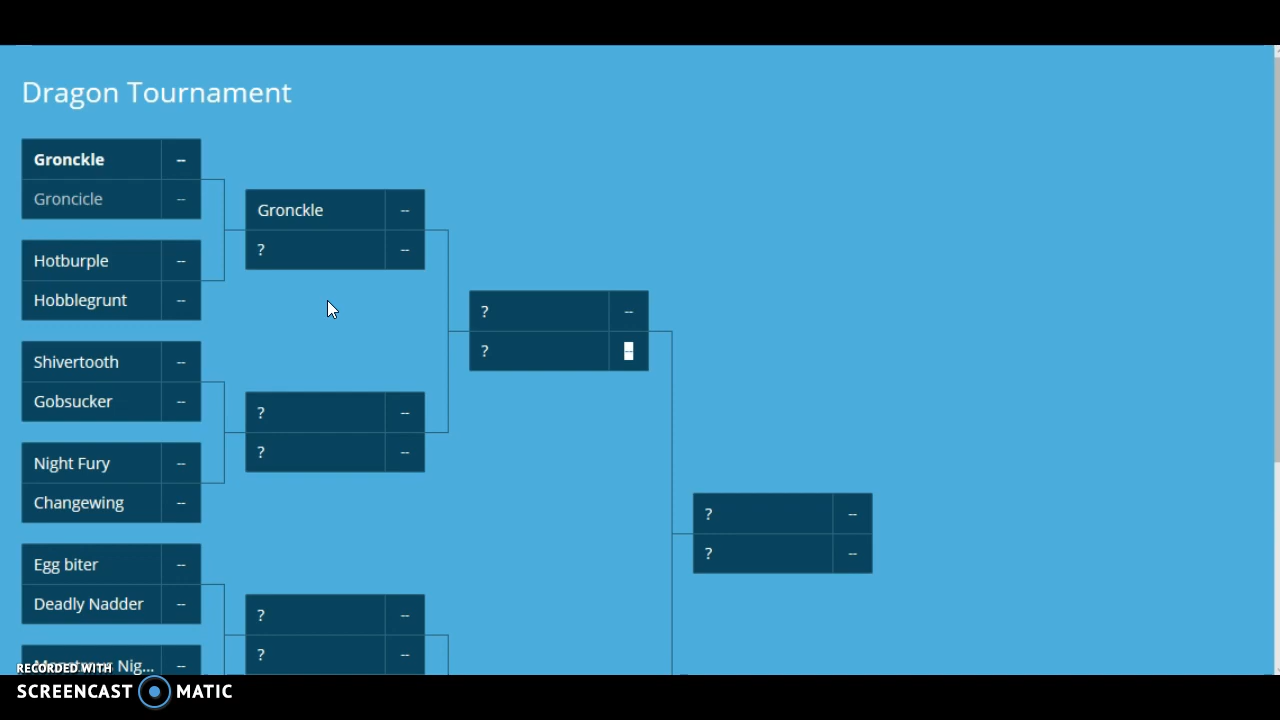 Dragon Tournament
Gronckle --
Groncicle --
Gronckle --
? --
Hotburple --
Hobblegrunt --
? --
? --
Shivertooth --
Gobsucker --
? --
? --
Night Fury --
Changewing --
? --
? --
Egg biter --
Deadly Nadder --
? --
? --
Nig... --
RECORDED WITH
SCREENCAST MATIC